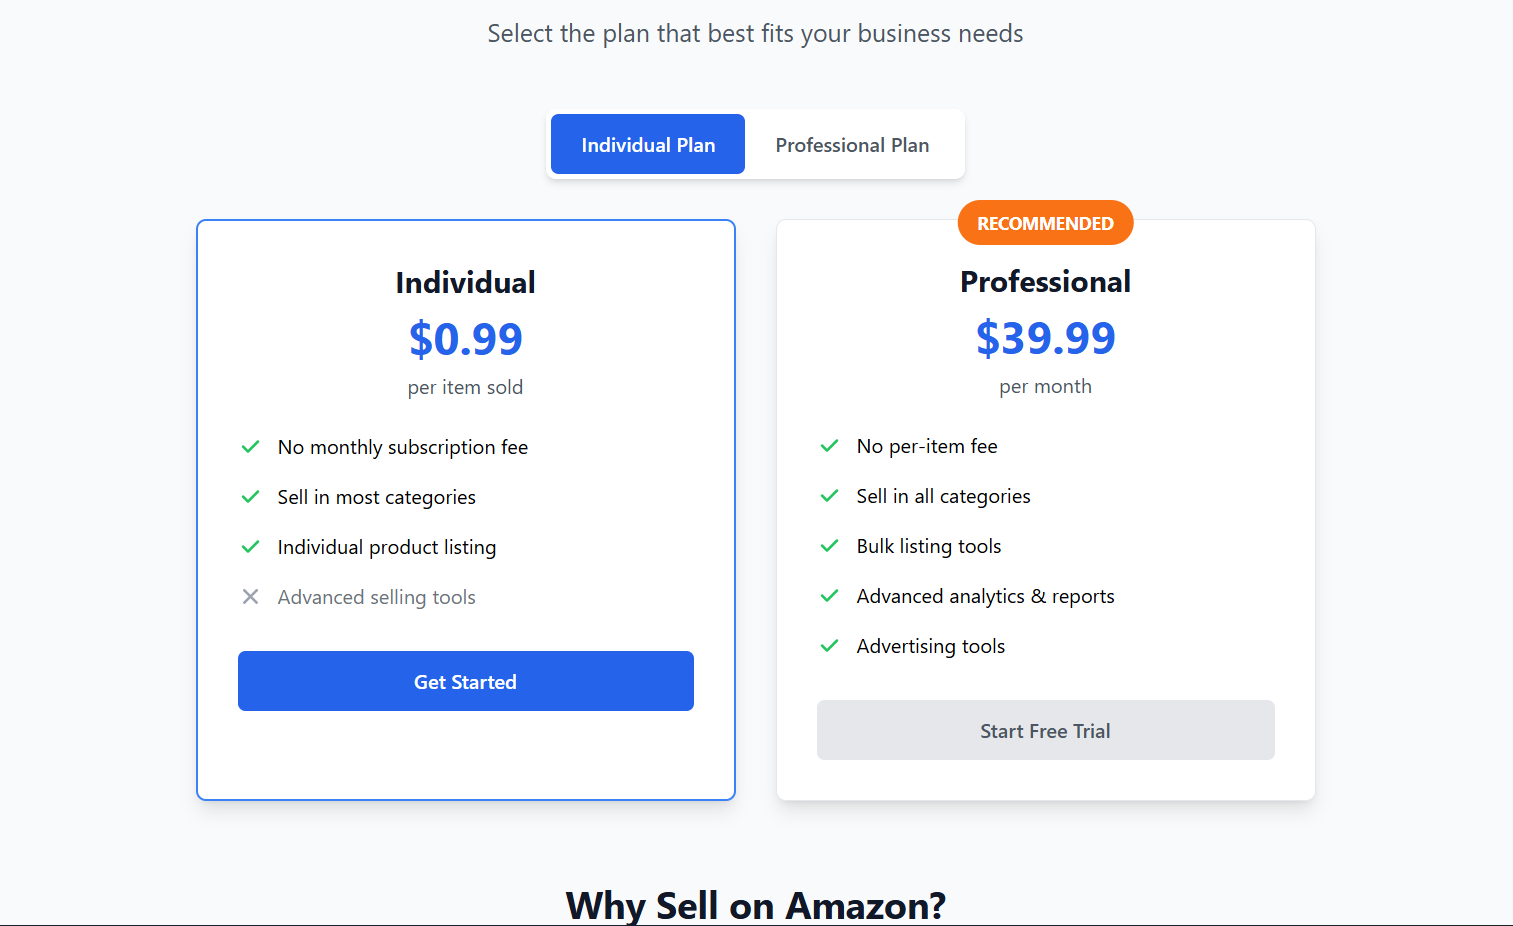 Select the plan that best fits your business needs
Individual Plan
Professional Plan
Individual
$0.99
per item sold
No monthly subscription fee
Sell in most categories
Individual product listing
Advanced selling tools
Get Started
RECOMMENDED
Professional
$39.99
per month
No per-item fee
Sell in all categories
Bulk listing tools
Advanced analytics & reports
Advertising tools
Start Free Trial
Why Sell on Amazon?